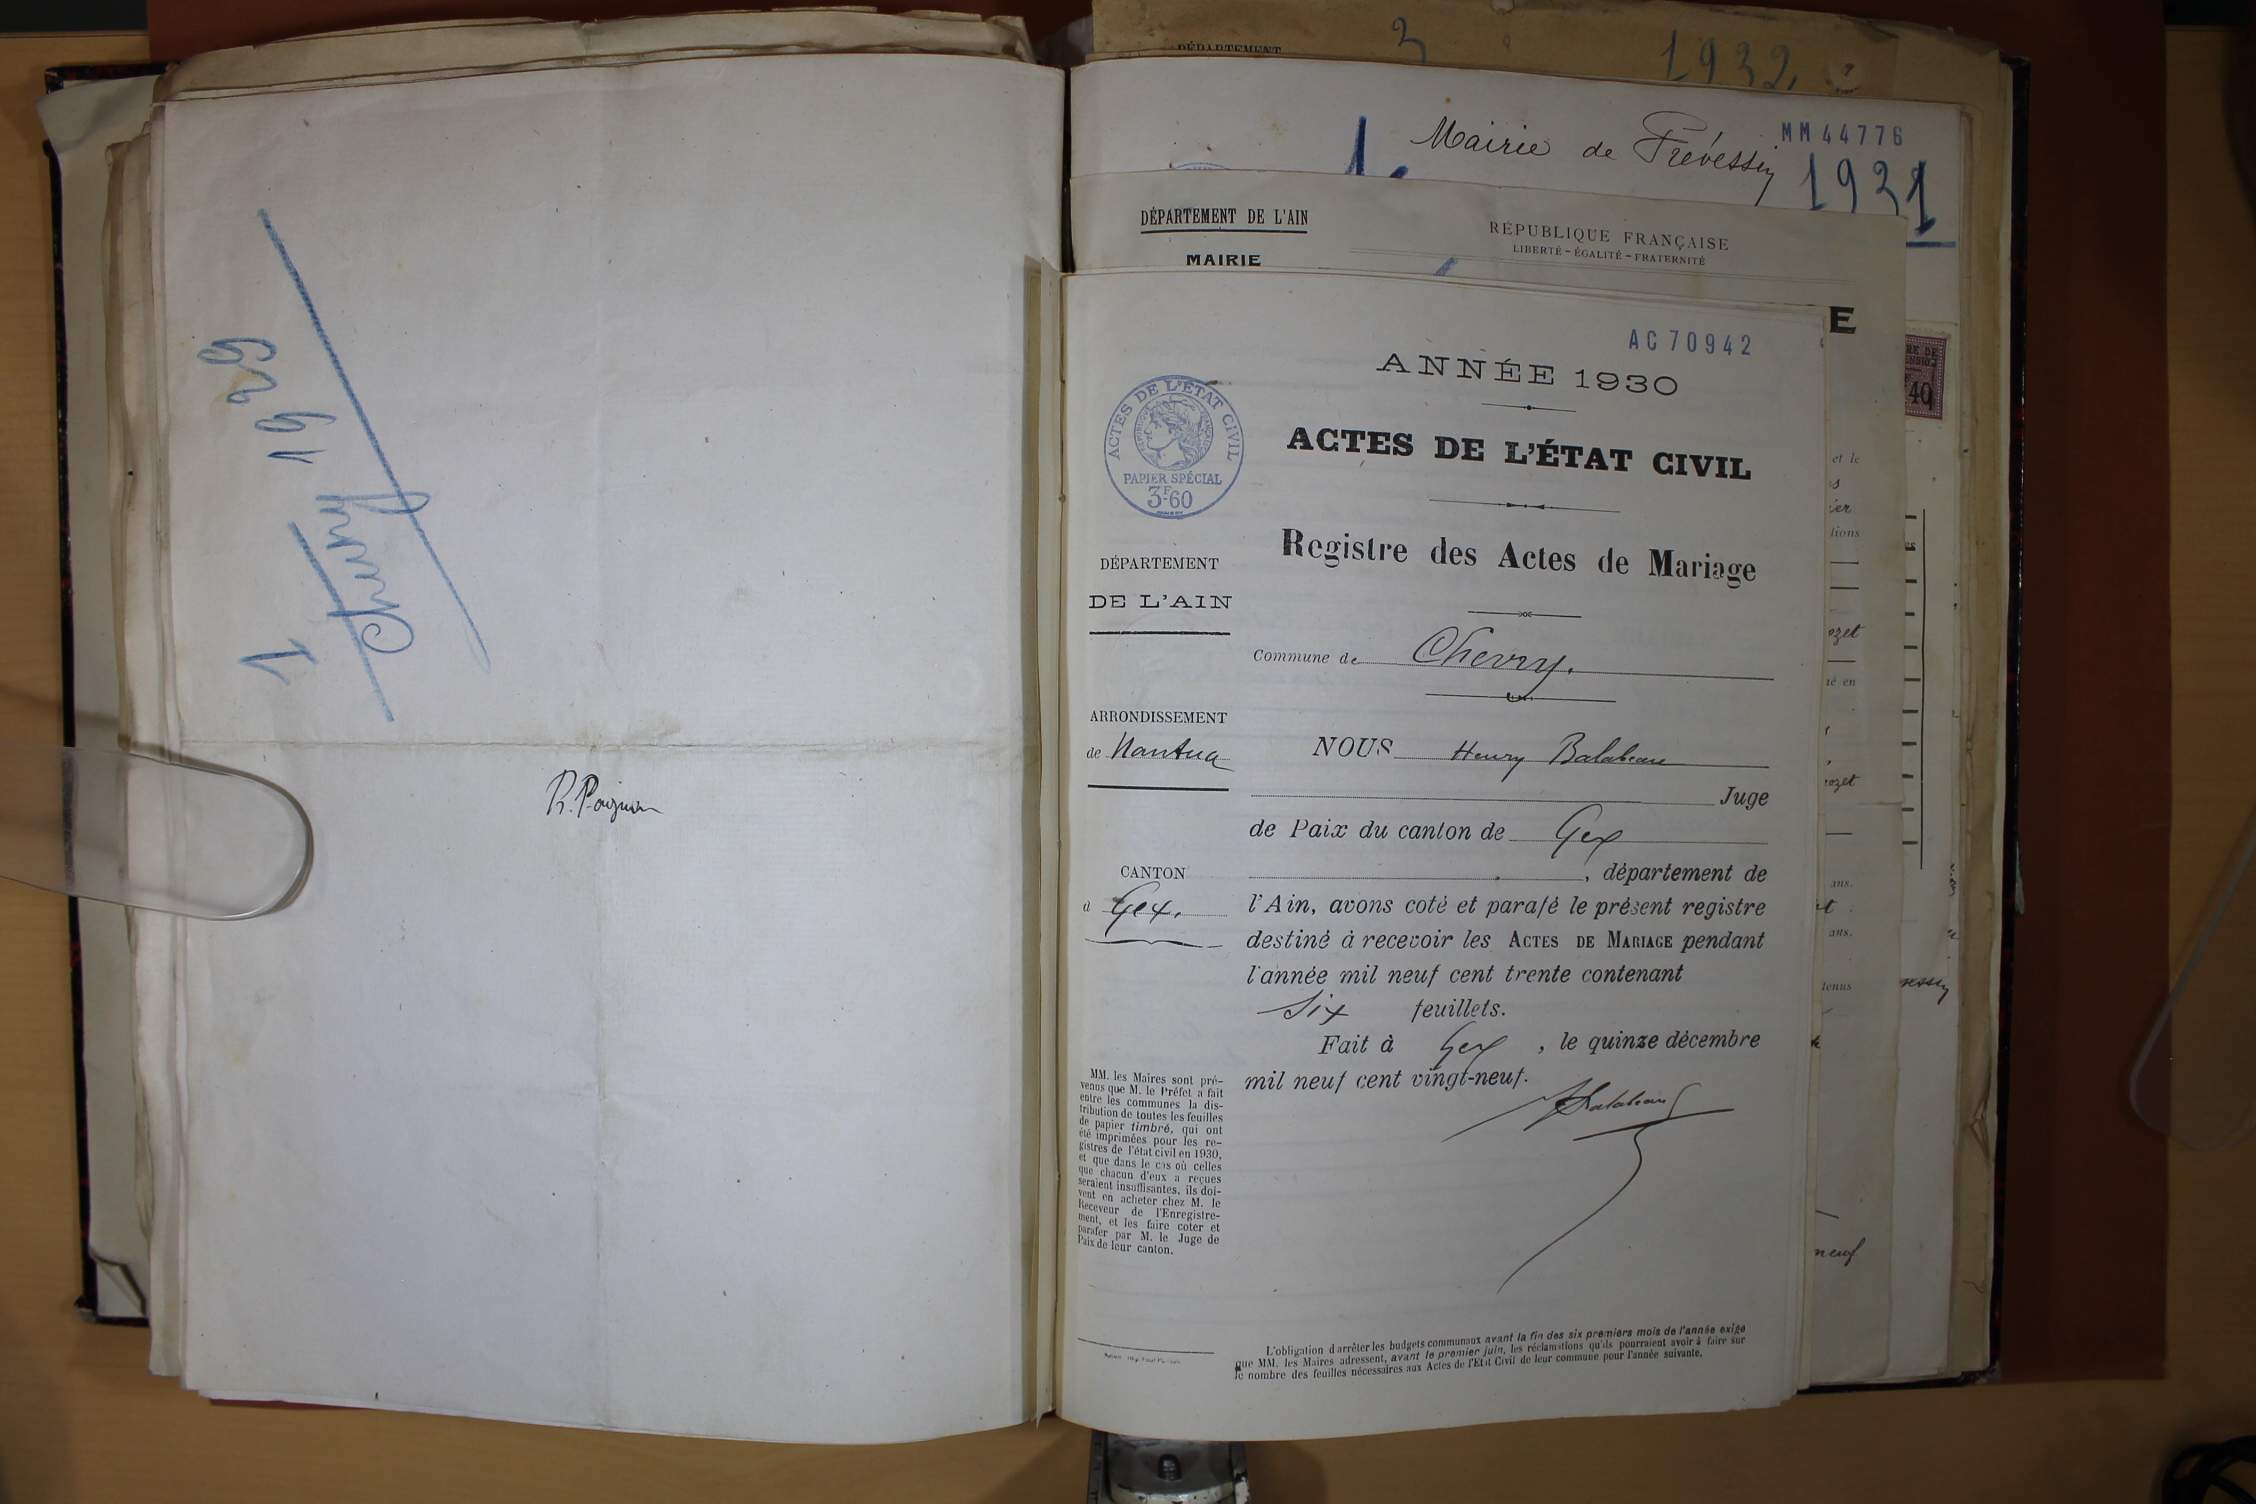 1 Chevry
1929
R. Poignon
DÉPARTEMENT
3
1932
Mairie de Prévessin
MM 44776
1931
DÉPARTEMENT DE L'AIN
MAIRIE
RÉPUBLIQUE FRANÇAISE
LIBERTÉ - ÉGALITÉ - FRATERNITÉ
E
40
AC 70942
ANNÉE 1930
ACTES DE L'ÉTAT CIVIL
PAPIER SPÉCIAL
3F-60
ACTES DE L'ÉTAT CIVIL
Registre des Actes de Mariage
DÉPARTEMENT
DE L'AIN
Commune de Chevry.
ARRONDISSEMENT
de Nantua
CANTON
d Gex.
NOUS Henry Balabeau
Juge
de Paix du canton de Gex
, département de
l'Ain, avons coté et parafé le présent registre
destiné à recevoir les ACTES DE MARIAGE pendant
l'année mil neuf cent trente contenant
Six feuillets.
Fait à Gex , le quinze décembre
mil neuf cent vingt-neuf.
HBalabeau
MM. les Maires sont pré-
venus que M. le Préfet a fait
entre les communes la dis-
tribution de toutes les feuilles
de papier timbré, qui ont
été imprimées pour les re-
gistres de l'état civil en 1930,
et que dans le cas où celles
que chacun d'eux a reçues
seraient insuffisantes, ils doi-
vent en acheter chez M. le
Receveur de l'Enregistre-
ment, et les faire coter et
parafer par M. le Juge de
Paix de leur canton.
L'obligation d'arrêter les budgets communaux avant la fin des six premiers mois de l'année exige
que MM. les Maires adressent, avant le premier juin, les réclamations qu'ils pourraient avoir à faire sur
le nombre des feuilles nécessaires aux Actes de l'Etat Civil de leur commune pour l'année suivante.